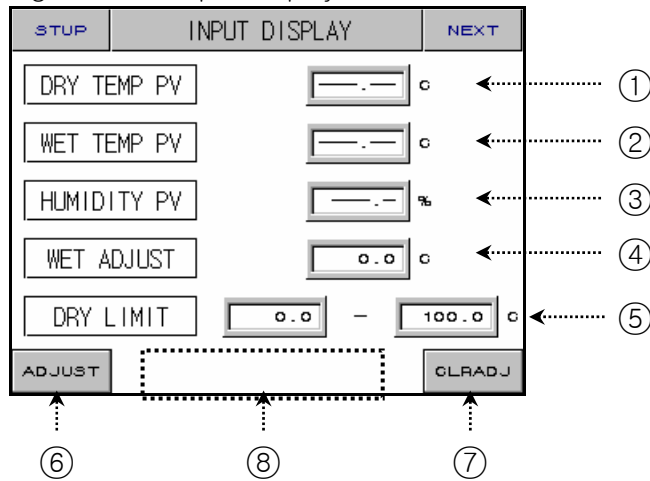 STUP INPUT DISPLAY NEXT
DRY TEMP PV ——.— C ①
WET TEMP PV ——.— C ②
HUMIDITY PV ——.– % ③
WET ADJUST 0.0 C ④
DRY LIMIT 0.0 – 100.0 C ⑤
ADJUST CLRADJ
⑥ ⑧ ⑦